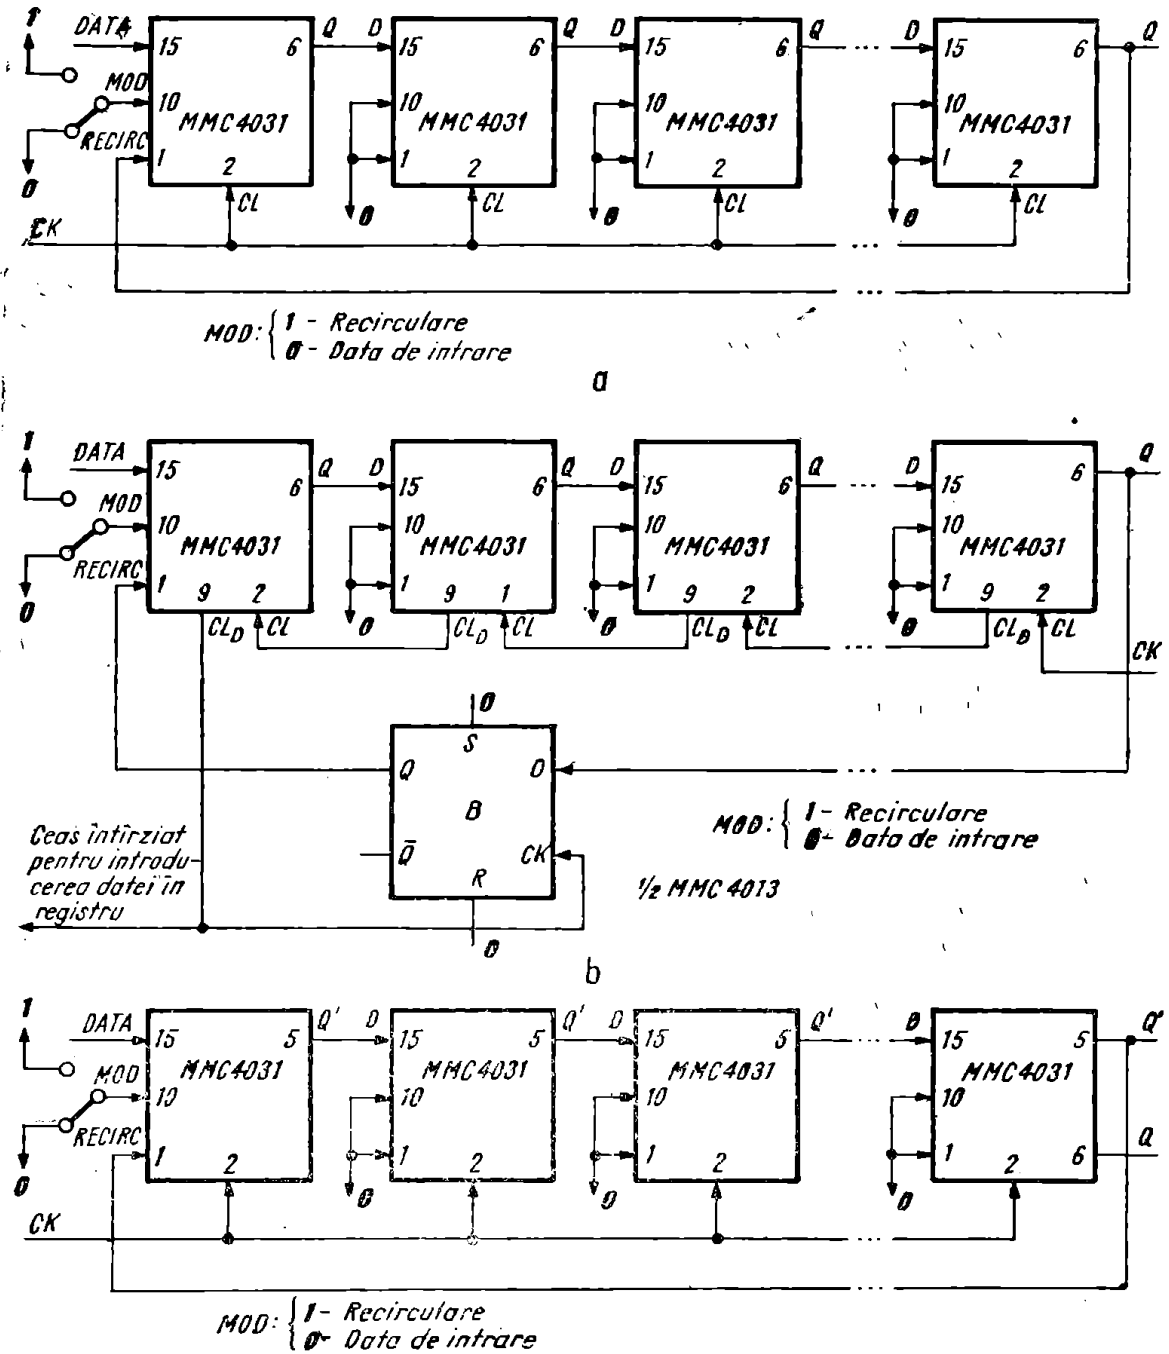 1 DATA 15 6 Q D 15 6 Q D 15 6 Q ... D 15 6 Q
MOD 10 10 10 10
MMC4031 MMC4031 MMC4031 MMC4031
RECIRC 1 2 1 2 1 2 1 2
0 CL 0 CL 0 CL 0 CL
CK ...
...
MOD: { 1 - Recirculare
0 - Data de intrare
a
1 DATA 15 6 Q D 15 6 Q D 15 6 Q ... D 15 6 Q
MOD 10 10 10 10
MMC4031 MMC4031 MMC4031 MMC4031
RECIRC 1 9 2 1 9 1 1 9 2 1 9 2
0 CLD CL 0 CLD CL 0 CLD CL ... 0 CLD CL
CK
0
S
Q D ...
B
Q̄ CK
R
0
1/2 MMC 4013
MOD: { 1 - Recirculare
0 - Data de intrare
Ceas întîrziat
pentru introdu-
cerea datei în
registru
b
1 DATA 15 5 Q' D 15 5 Q' D 15 5 Q' ... D 15 5 Q'
MMC4031 MMC4031 MMC4031 MMC4031
MOD 10 10 10 10
RECIRC 1 2 1 2 1 2 1 2 6 Q
0 0 0 0
CK ...
...
MOD: { 1 - Recirculare
0 - Data de intrare